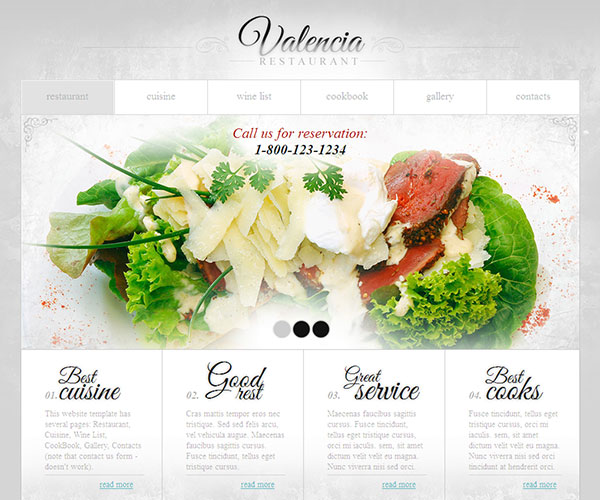 Valencia
RESTAURANT
restaurant
cuisine
wine list
cookbook
gallery
contacts
Call us for reservation:
1-800-123-1234
01. Best cuisine
This website template has
several pages: Restaurant,
Cuisine, Wine List,
CookBook, Gallery, Contacts
(note that contact us form -
doesn't work).
read more
02. Good rest
Cras mattis tempor eros nec
tristique. Sed sed felis arcu,
vel vehicula augue. Maecenas
faucibus sagittis cursus.
Fusce tincidunt, tellus eget
tristique cursus.
read more
03. Great service
Maecenas faucibus sagittis
cursus. Fusce tincidunt, tellus
eget tristique cursus, orci
mi iaculis. sem, sit amet
dictum velit velit eu magna.
Nunc viverra nisi sed orci.
read more
04. Best cooks
Fusce tincidunt, tellus eget
tristique cursus, orci mi
iaculis sem, sit amet dictum
velit velit eu magna. Nunc
viverra nisi sed orci
tincidunt at hendrerit orci.
read more